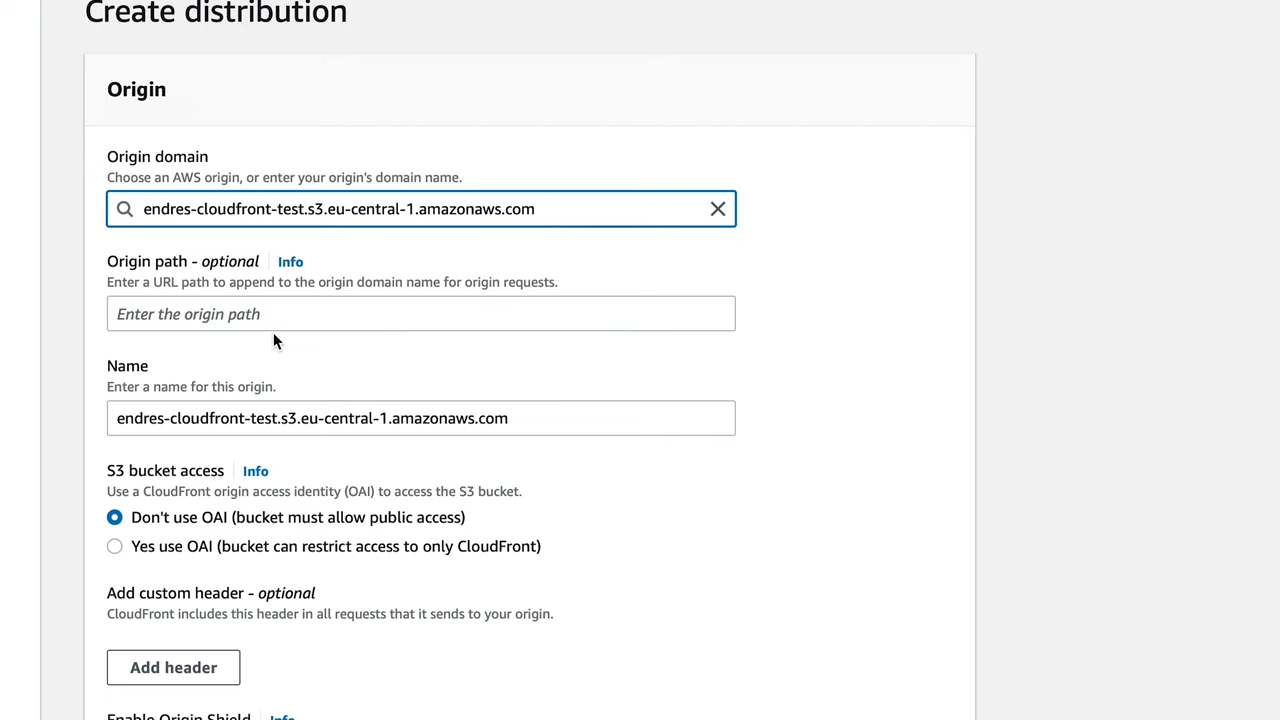 Create distribution
Origin
Origin domain
Choose an AWS origin, or enter your origin's domain name.
endres-cloudfront-test.s3.eu-central-1.amazonaws.com
Origin path - optional Info
Enter a URL path to append to the origin domain name for origin requests.
Enter the origin path
Name
Enter a name for this origin.
endres-cloudfront-test.s3.eu-central-1.amazonaws.com
S3 bucket access Info
Use a CloudFront origin access identity (OAI) to access the S3 bucket.
Don't use OAI (bucket must allow public access)
Yes use OAI (bucket can restrict access to only CloudFront)
Add custom header - optional
CloudFront includes this header in all requests that it sends to your origin.
Add header
Enable Origin Shield Info